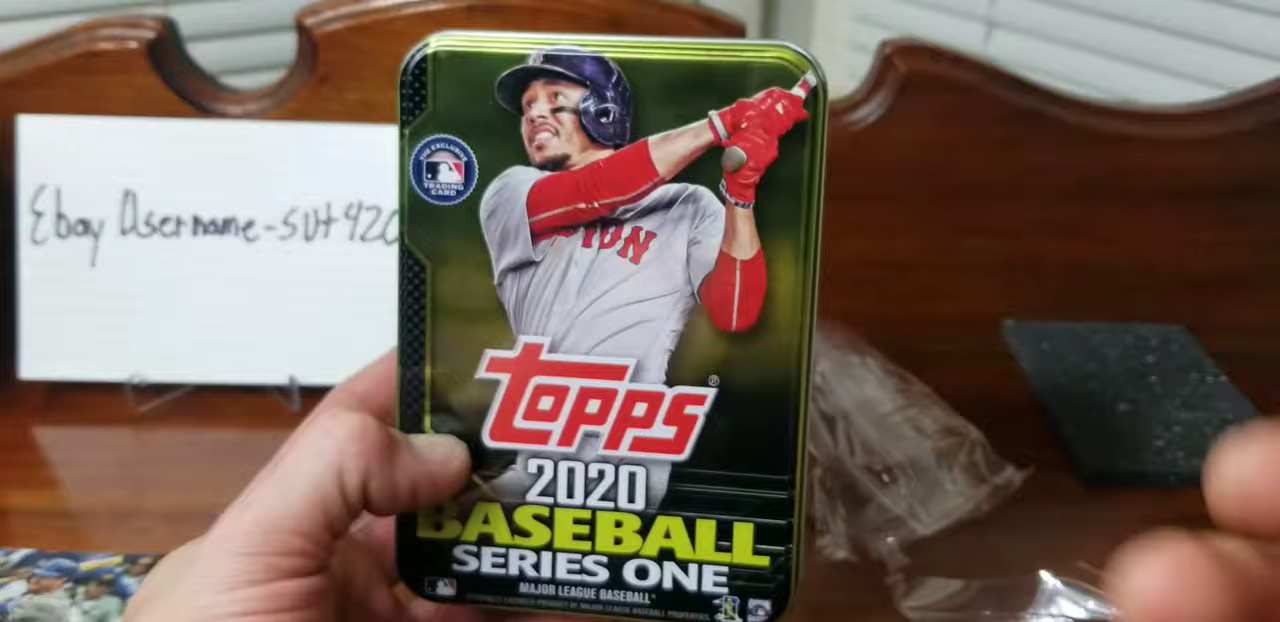 Ebay Username-sut420
THE EXCLUSIVE
TRADING
CARD
TOPPS®
2020
BASEBALL
SERIES ONE
MAJOR LEAGUE BASEBALL®